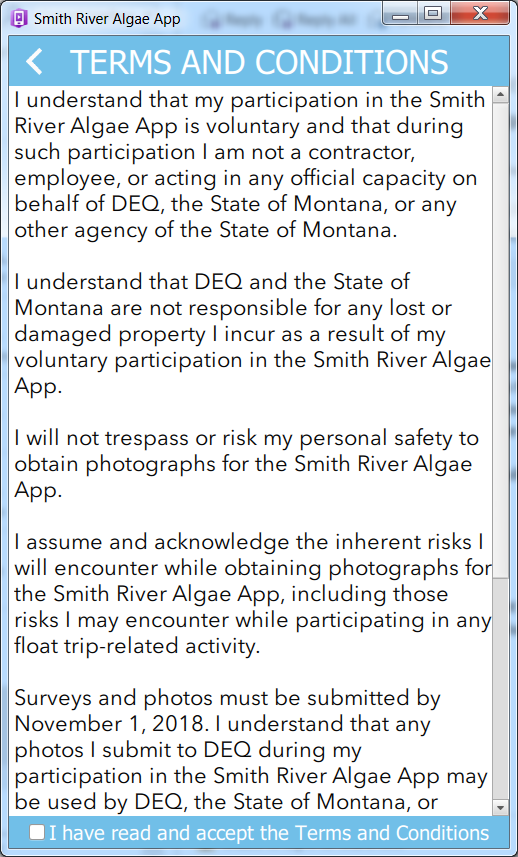 Smith River Algae App
Reply Reply All
TERMS AND CONDITIONS
I understand that my participation in the Smith
River Algae App is voluntary and that during
such participation I am not a contractor,
employee, or acting in any official capacity on
behalf of DEQ, the State of Montana, or any
other agency of the State of Montana.
I understand that DEQ and the State of
Montana are not responsible for any lost or
damaged property I incur as a result of my
voluntary participation in the Smith River Algae
App.
I will not trespass or risk my personal safety to
obtain photographs for the Smith River Algae
App.
I assume and acknowledge the inherent risks I
will encounter while obtaining photographs for
the Smith River Algae App, including those
risks I may encounter while participating in any
float trip-related activity.
Surveys and photos must be submitted by
November 1, 2018. I understand that any
photos I submit to DEQ during my
participation in the Smith River Algae App may
be used by DEQ, the State of Montana, or
I have read and accept the Terms and Conditions